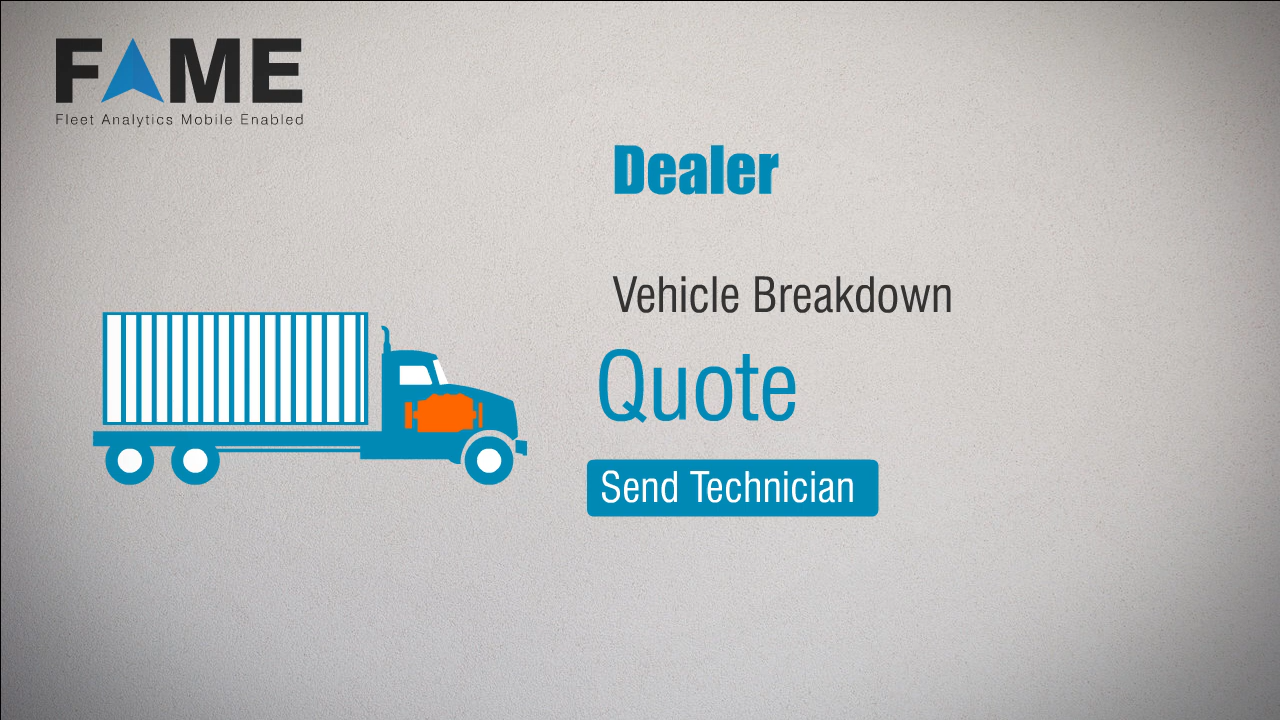 FAME
Fleet Analytics Mobile Enabled
Dealer
Vehicle Breakdown
Quote
Send Technician